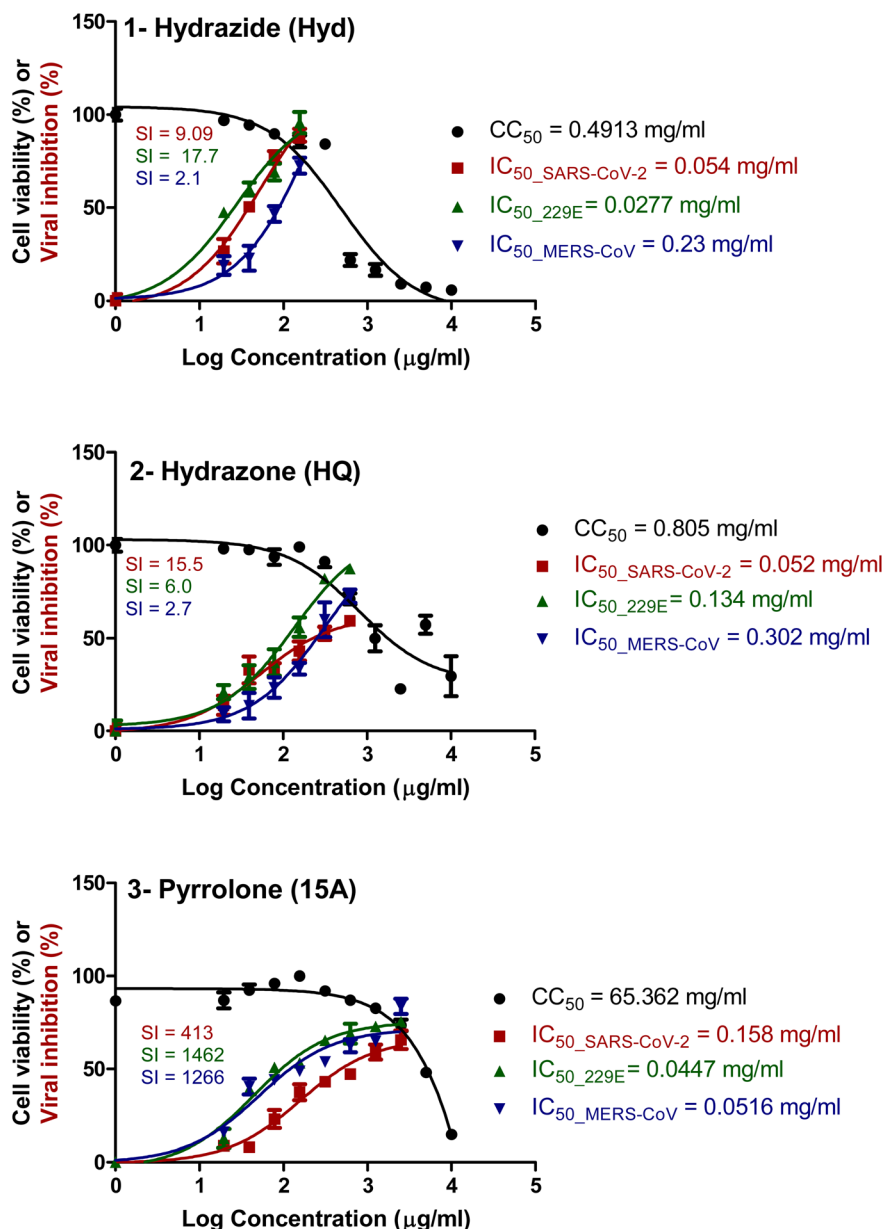 1- Hydrazide (Hyd)
Cell viability (%) or
Viral inhibition (%)
150
100
50
0
SI = 9.09
SI = 17.7
SI = 2.1
CC50 = 0.4913 mg/ml
IC50_SARS-CoV-2 = 0.054 mg/ml
IC50_229E= 0.0277 mg/ml
IC50_MERS-CoV = 0.23 mg/ml
0 1 2 3 4 5
Log Concentration (μg/ml)
2- Hydrazone (HQ)
Cell viability (%) or
Viral inhibition (%)
150
100
50
0
SI = 15.5
SI = 6.0
SI = 2.7
CC50 = 0.805 mg/ml
IC50_SARS-CoV-2 = 0.052 mg/ml
IC50_229E = 0.134 mg/ml
IC50_MERS-CoV = 0.302 mg/ml
0 1 2 3 4 5
Log Concentration (μg/ml)
3- Pyrrolone (15A)
Cell viability (%) or
Viral inhibition (%)
150
100
50
0
SI = 413
SI = 1462
SI = 1266
CC50 = 65.362 mg/ml
IC50_SARS-CoV-2 = 0.158 mg/ml
IC50_229E = 0.0447 mg/ml
IC50_MERS-CoV = 0.0516 mg/ml
0 1 2 3 4 5
Log Concentration (μg/ml)